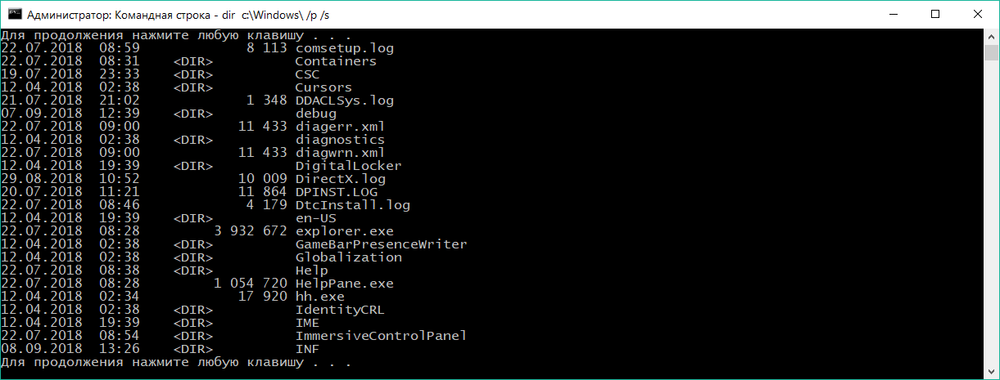 Администратор: Командная строка - dir  c:\Windows\ /p /s
Для продолжения нажмите любую клавишу . . .
22.07.2018  08:59             8 113 comsetup.log
22.07.2018  08:31    <DIR>          Containers
19.07.2018  23:33    <DIR>          CSC
12.04.2018  02:38    <DIR>          Cursors
21.07.2018  21:02             1 348 DDACLSys.log
07.09.2018  12:39    <DIR>          debug
22.07.2018  09:00            11 433 diagerr.xml
12.04.2018  02:38    <DIR>          diagnostics
22.07.2018  09:00            11 433 diagwrn.xml
12.04.2018  19:39    <DIR>          DigitalLocker
29.08.2018  10:52            10 009 DirectX.log
20.07.2018  11:21            11 864 DPINST.LOG
22.07.2018  08:46             4 179 DtcInstall.log
12.04.2018  19:39    <DIR>          en-US
22.07.2018  08:28         3 932 672 explorer.exe
12.04.2018  02:38    <DIR>          GameBarPresenceWriter
12.04.2018  02:38    <DIR>          Globalization
22.07.2018  08:38    <DIR>          Help
22.07.2018  08:28         1 054 720 HelpPane.exe
12.04.2018  02:34            17 920 hh.exe
12.04.2018  02:38    <DIR>          IdentityCRL
12.04.2018  19:39    <DIR>          IME
22.07.2018  08:54    <DIR>          ImmersiveControlPanel
08.09.2018  13:26    <DIR>          INF
Для продолжения нажмите любую клавишу . . .